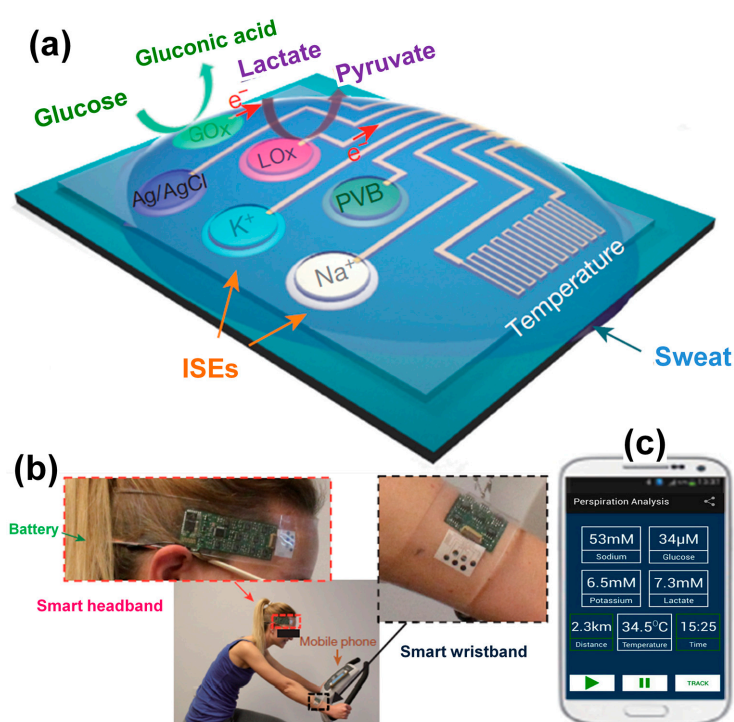 (a)
Gluconic acid
Lactate
Pyruvate
Glucose
e⁻
GOx
LOx
e⁻
Ag/AgCl
K⁺
PVB
Na⁺
Temperature
ISEs
Sweat
(b)
Battery
Smart headband
Mobile phone
Smart wristband
(c)
13:37
Perspiration Analysis
53mM
Sodium
34µM
Glucose
6.5mM
Potassium
7.3mM
Lactate
2.3km
Distance
34.5°C
Temperature
15:25
Time
TRACK